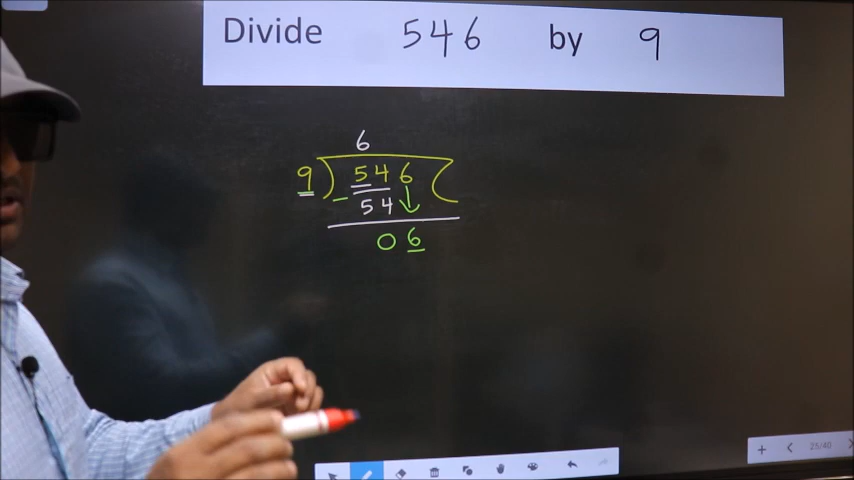 Divide 546 by 9
6
9 ) 546 (
- 54 ↓
06
25/40